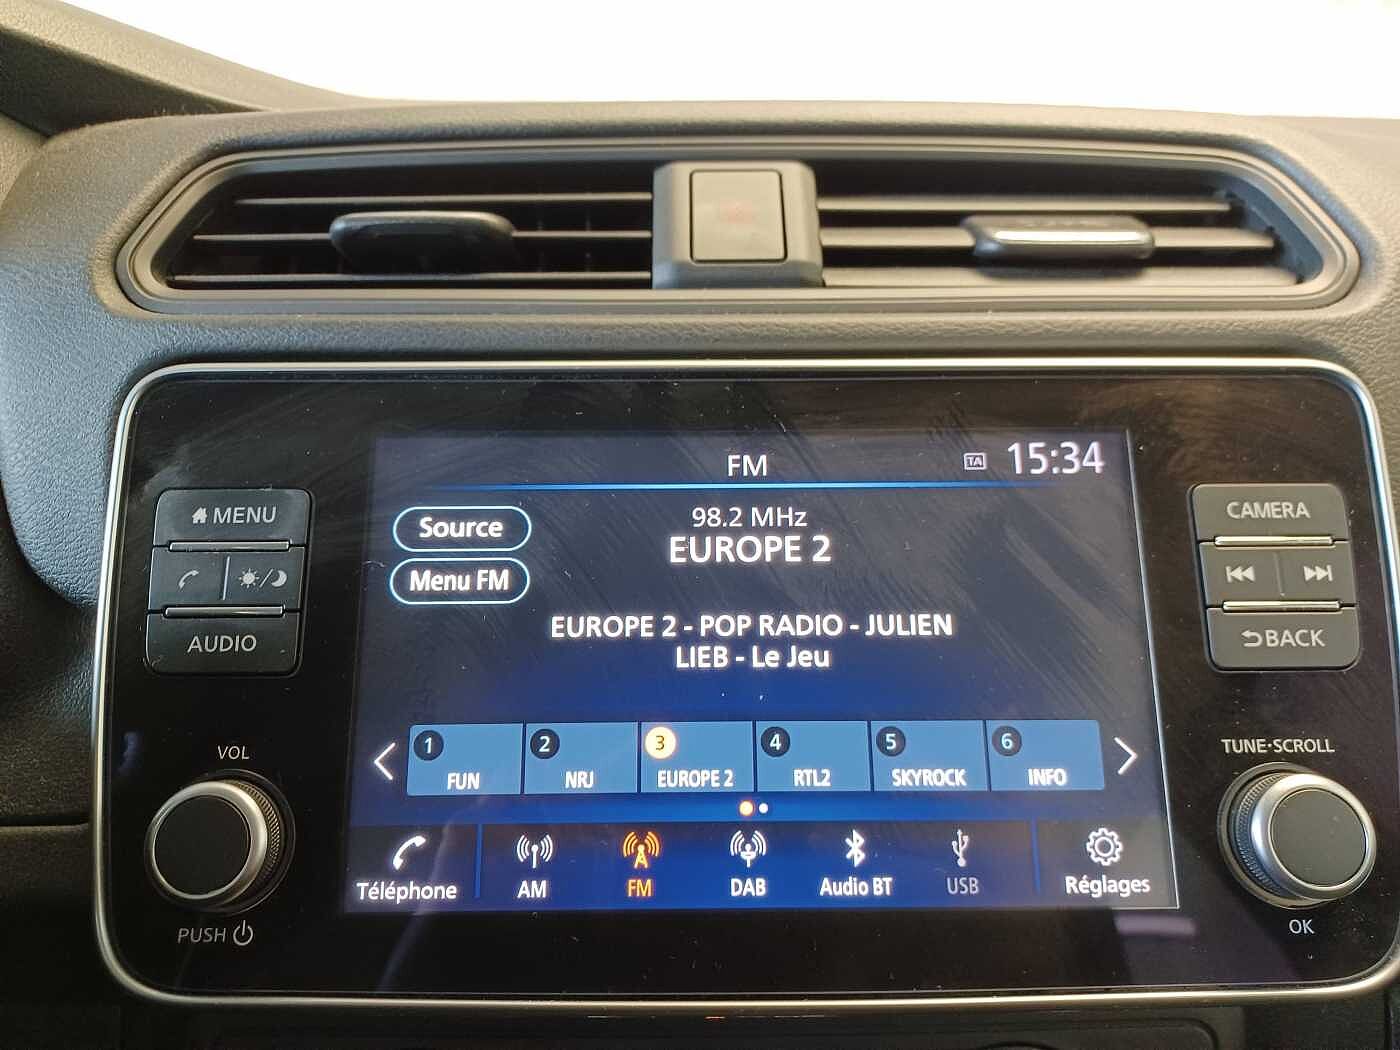 FM
TA 15:34
MENU
AUDIO
VOL
PUSH
Source
Menu FM
98.2 MHz
EUROPE 2
EUROPE 2 - POP RADIO - JULIEN
LIEB - Le Jeu
1 FUN
2 NRJ
3 EUROPE 2
4 RTL2
5 SKYROCK
6 INFO
Téléphone
AM
FM
DAB
Audio BT
USB
Réglages
CAMERA
BACK
TUNE·SCROLL
OK